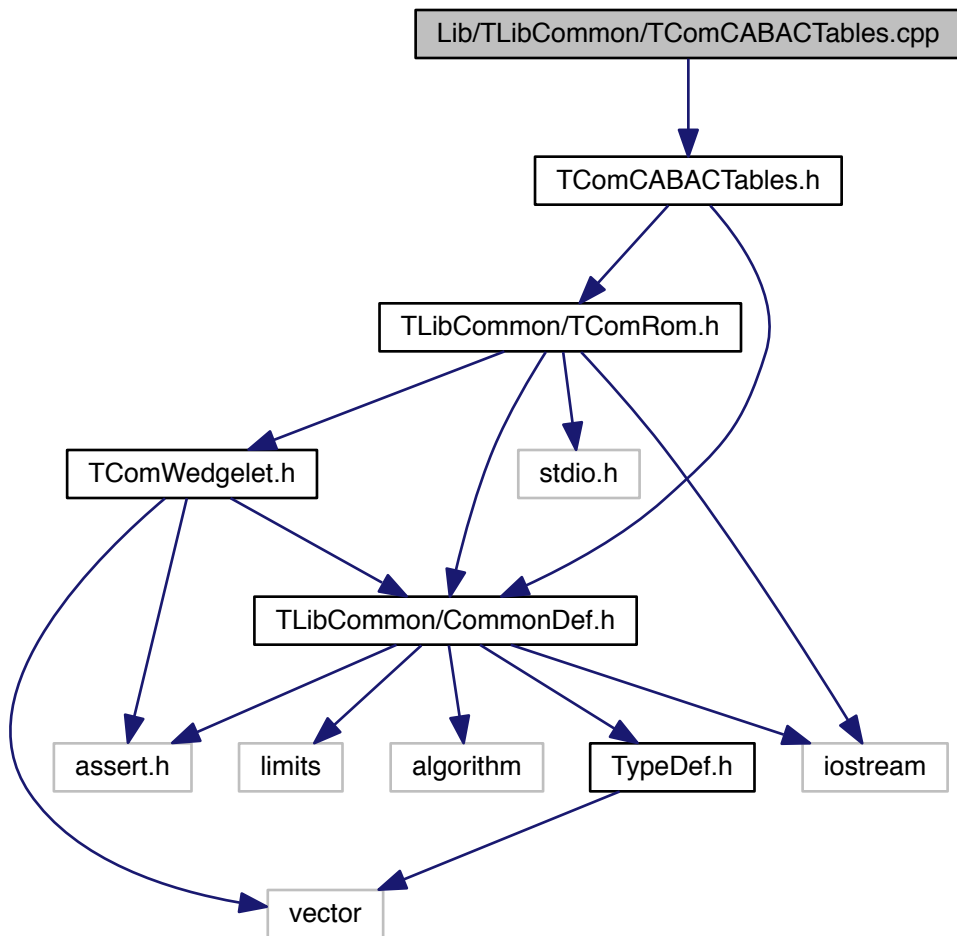 Lib/TLibCommon/TComCABACTables.cpp
TComCABACTables.h
TLibCommon/TComRom.h
TComWedgelet.h
stdio.h
TLibCommon/CommonDef.h
assert.h
limits
algorithm
TypeDef.h
iostream
vector